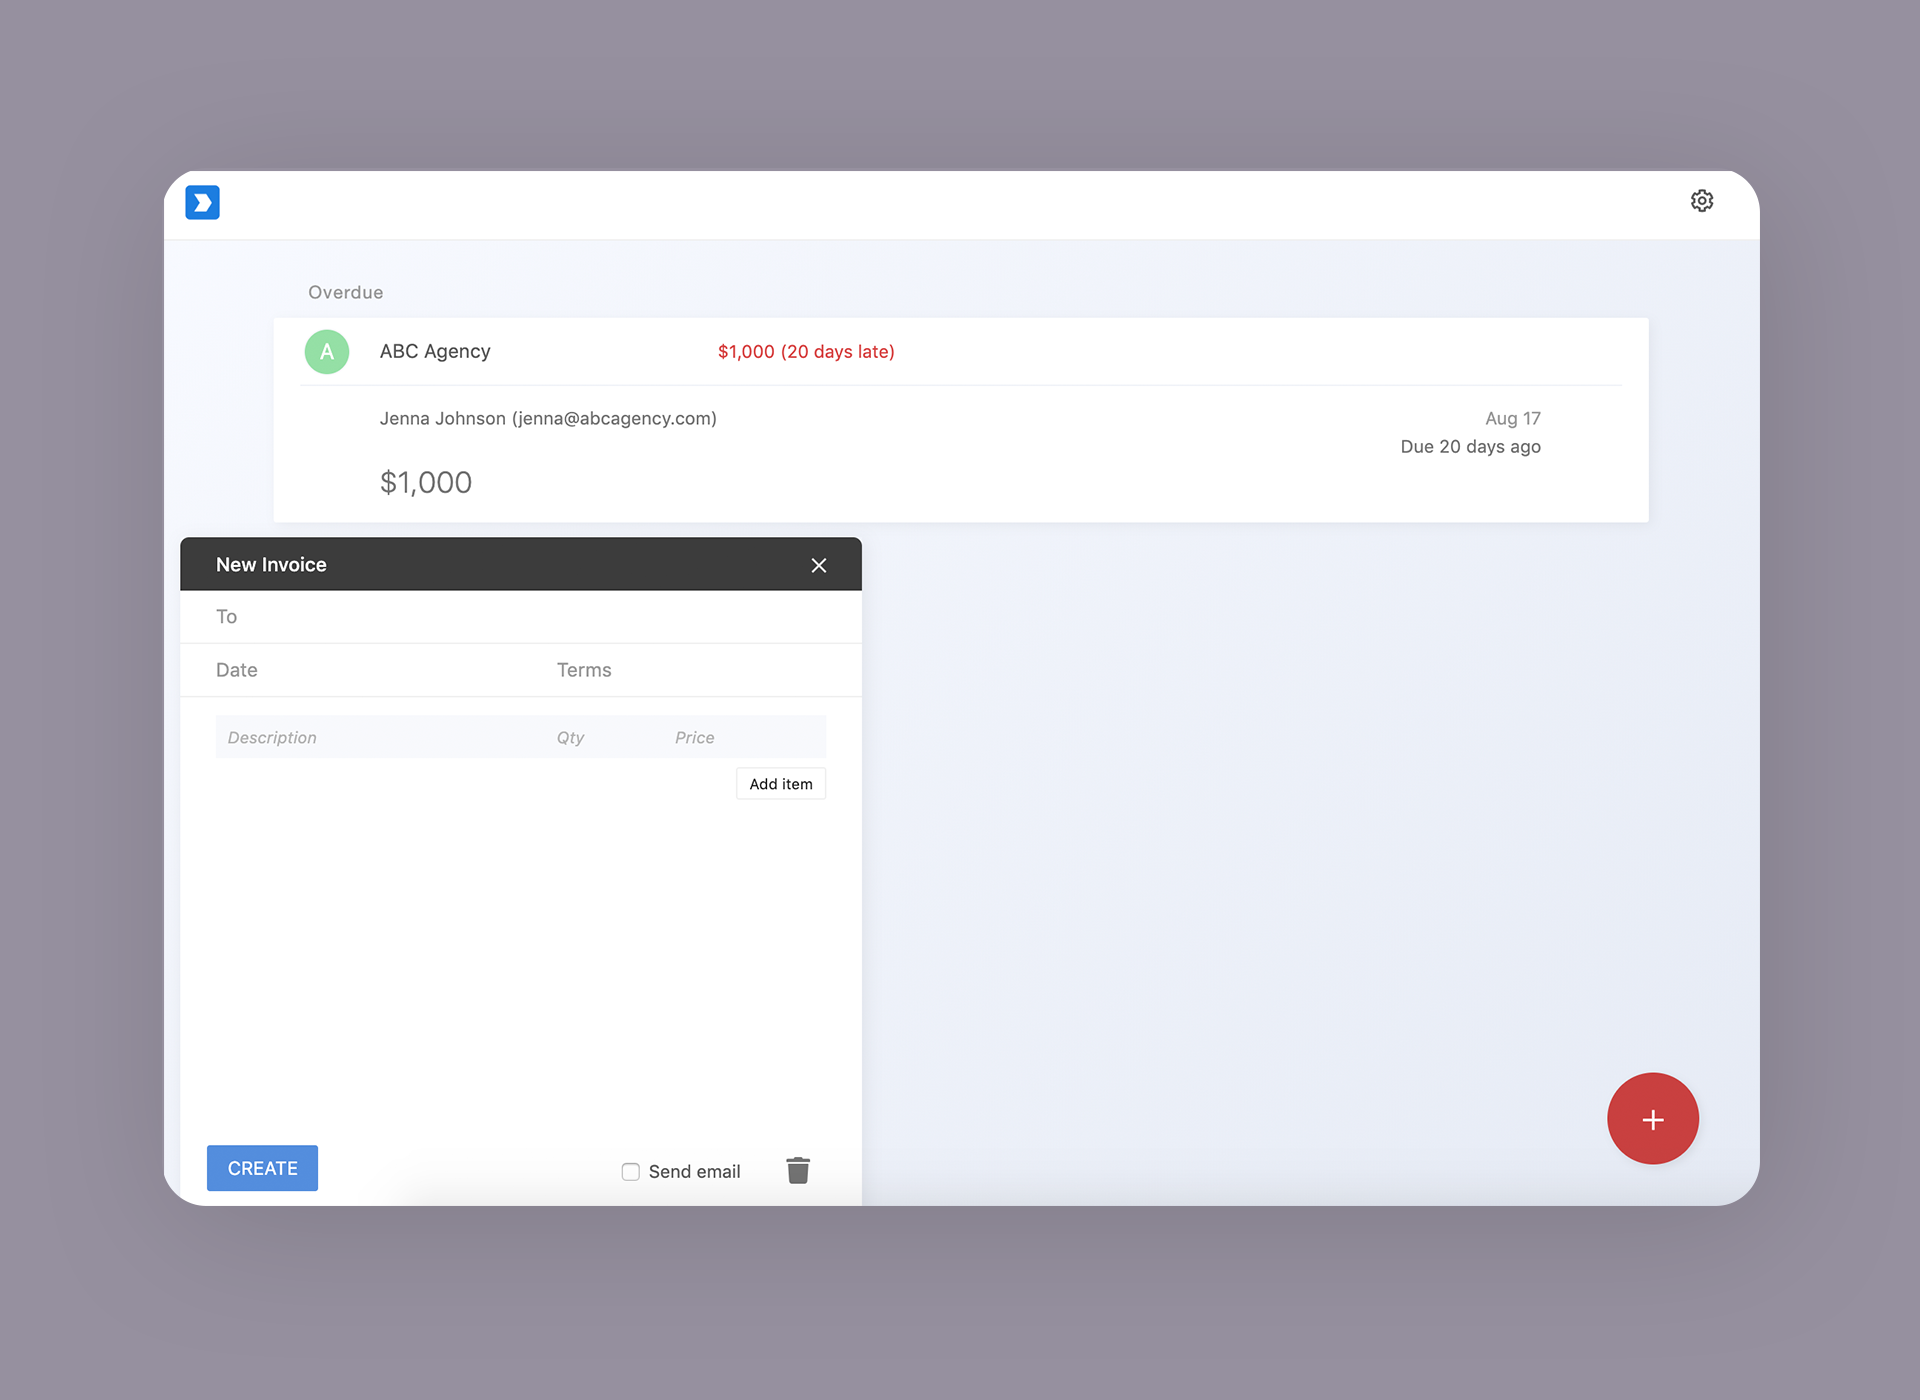 Overdue
A ABC Agency $1,000 (20 days late)
Jenna Johnson (jenna@abcagency.com) Aug 17
Due 20 days ago
$1,000
New Invoice
To
Date Terms
Description Qty Price
Add item
CREATE Send email